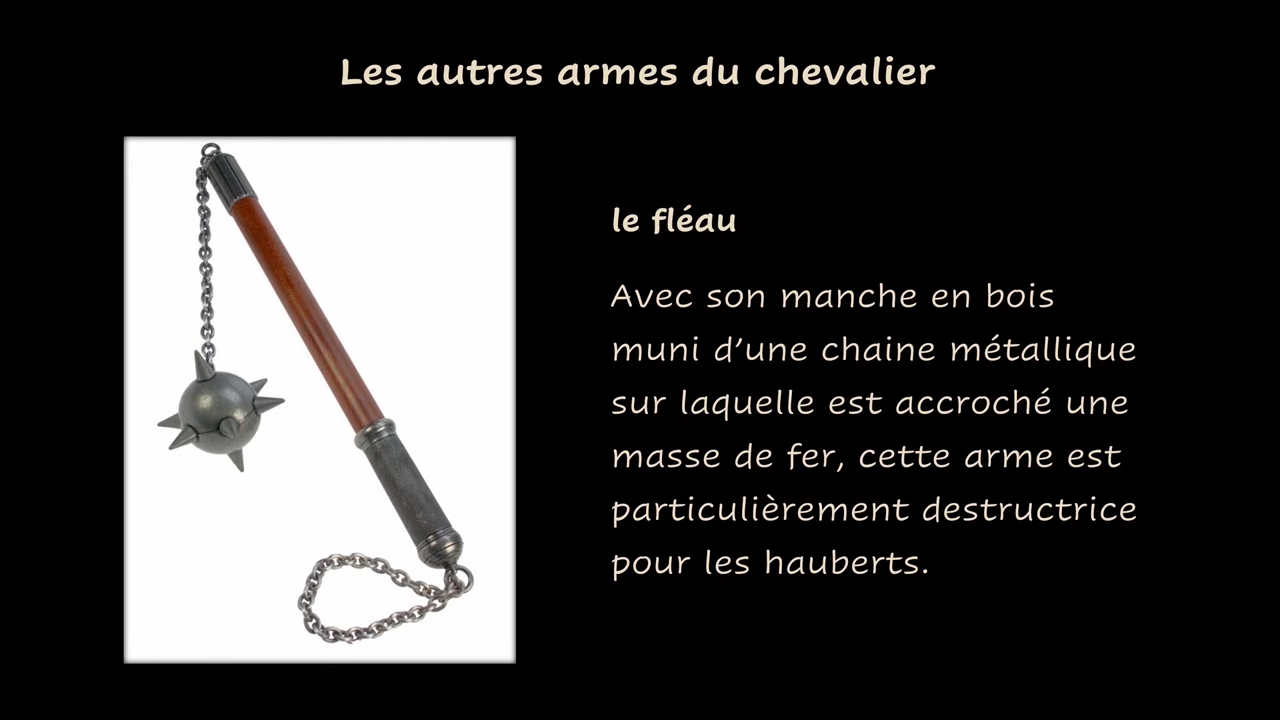 Les autres armes du chevalier
le fléau
Avec son manche en bois
muni d’une chaine métallique
sur laquelle est accroché une
masse de fer, cette arme est
particulièrement destructrice
pour les hauberts.